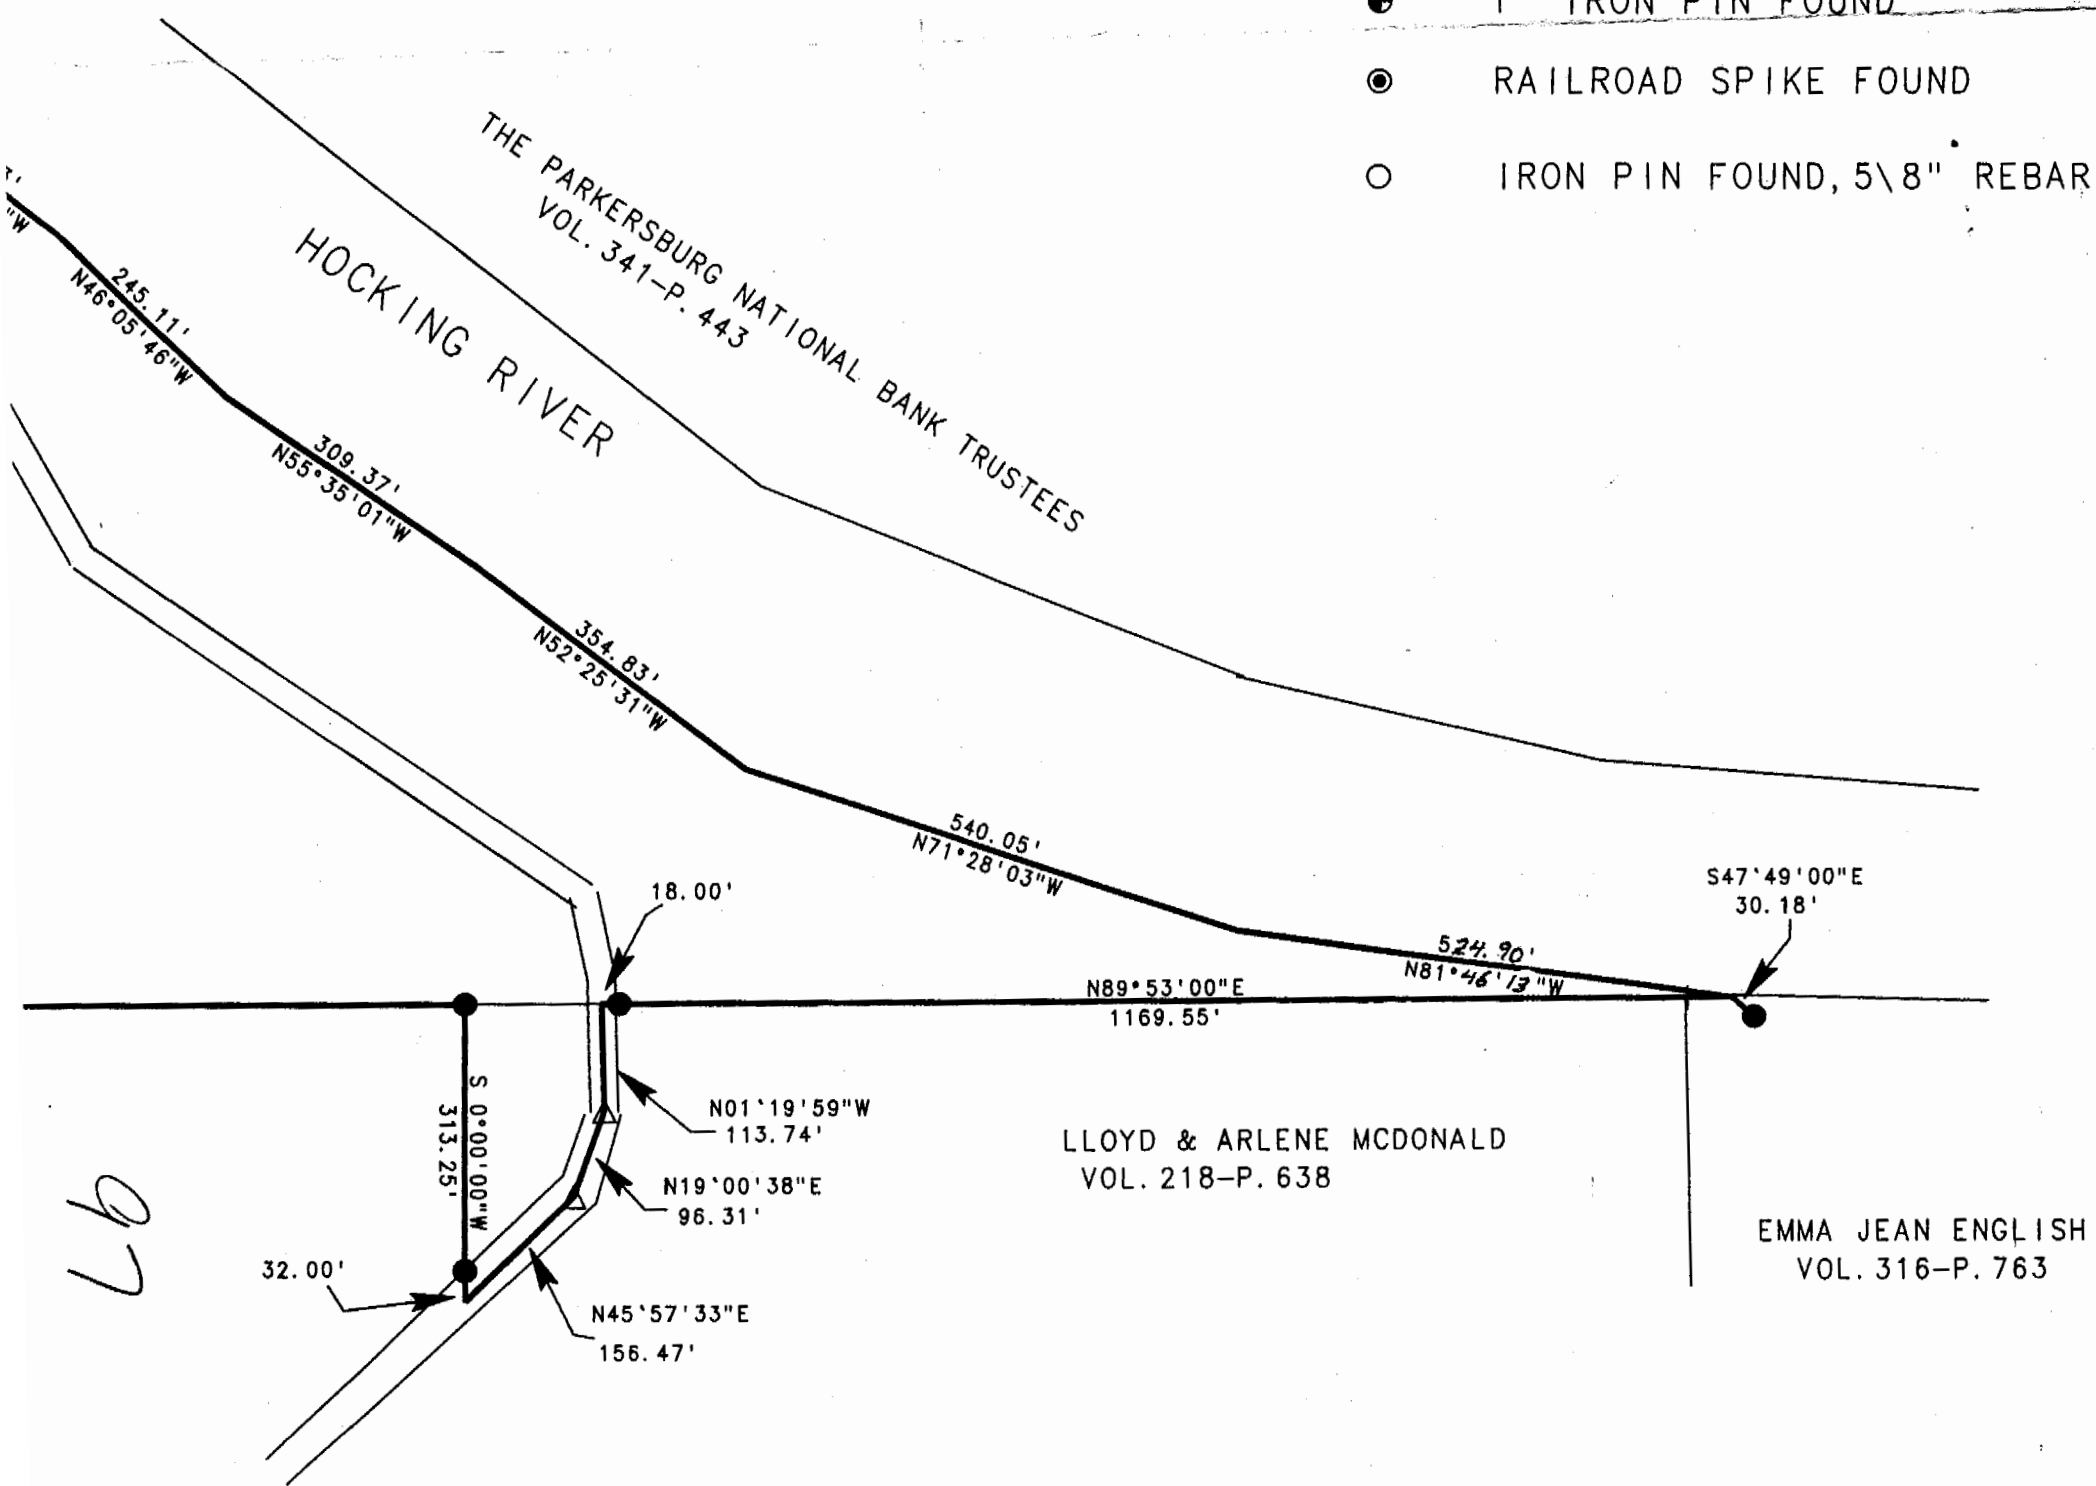 1" IRON PIN FOUND
RAILROAD SPIKE FOUND
IRON PIN FOUND, 5\8" REBAR
THE PARKERSBURG NATIONAL BANK TRUSTEES
VOL. 341-P. 443
HOCKING RIVER
"W
245.11'
N46°05'46"W
309.37'
N55°35'01"W
354.83'
N52°25'31"W
540.05'
N71°28'03"W
524.90'
N81°46'13"W
S47°49'00"E
30.18'
18.00'
N89°53'00"E
1169.55'
S 0°00'00"W
313.25'
N01°19'59"W
113.74'
N19°00'38"E
96.31'
LLOYD & ARLENE MCDONALD
VOL. 218-P. 638
EMMA JEAN ENGLISH
VOL. 316-P. 763
32.00'
N45°57'33"E
156.47'